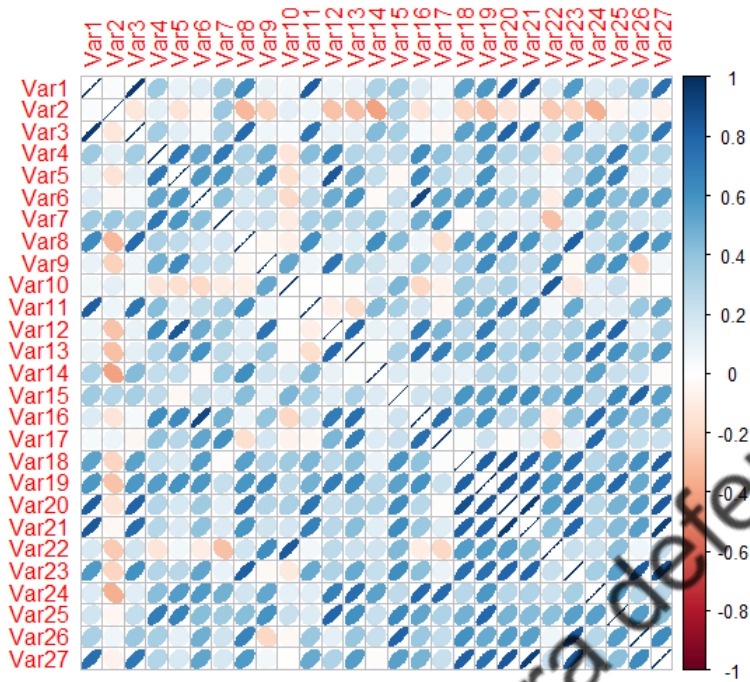 Var1 Var2 Var3 Var4 Var5 Var6 Var7 Var8 Var9 Var10 Var11 Var12 Var13 Var14 Var15 Var16 Var17 Var18 Var19 Var20 Var21 Var22 Var23 Var24 Var25 Var26 Var27
Var1
Var2
Var3
Var4
Var5
Var6
Var7
Var8
Var9
Var10
Var11
Var12
Var13
Var14
Var15
Var16
Var17
Var18
Var19
Var20
Var21
Var22
Var23
Var24
Var25
Var26
Var27
1
0.8
0.6
0.4
0.2
0
-0.2
-0.4
-0.6
-0.8
-1